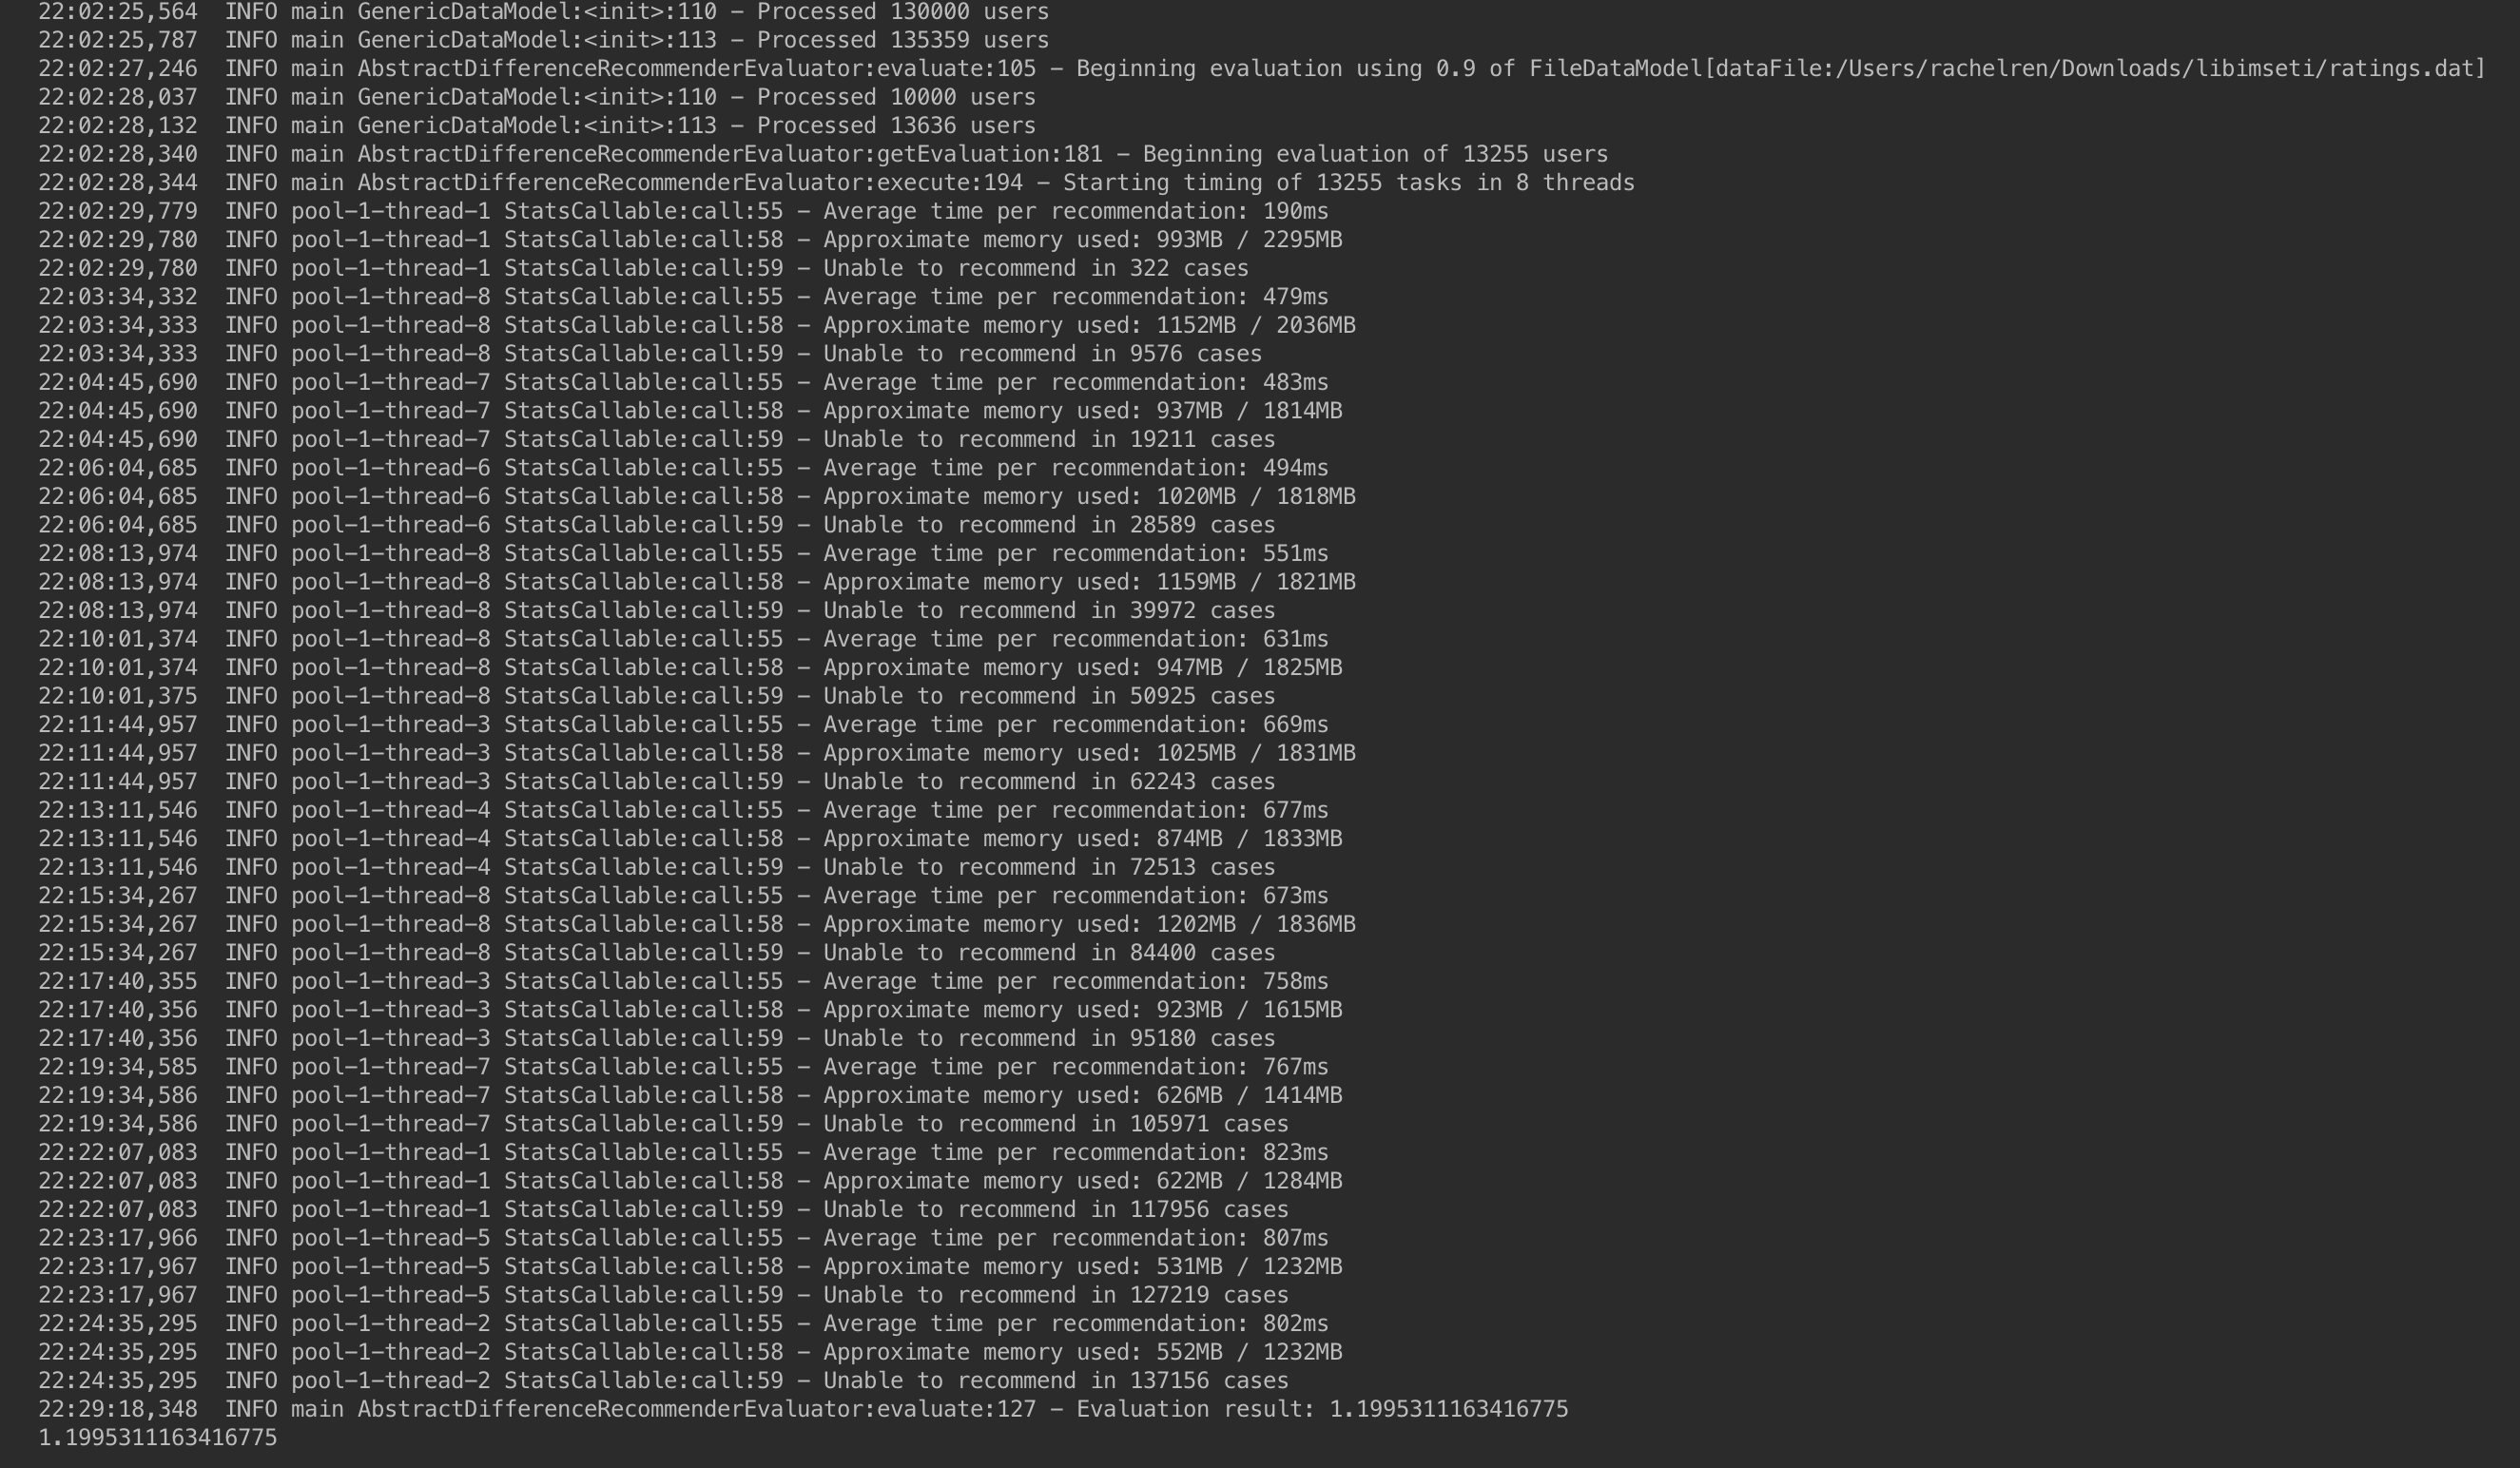 22:02:25,564  INFO main GenericDataModel:<init>:110 – Processed 130000 users
22:02:25,787  INFO main GenericDataModel:<init>:113 – Processed 135359 users
22:02:27,246  INFO main AbstractDifferenceRecommenderEvaluator:evaluate:105 – Beginning evaluation using 0.9 of FileDataModel[dataFile:/Users/rachelren/Downloads/libimseti/ratings.dat]
22:02:28,037  INFO main GenericDataModel:<init>:110 – Processed 10000 users
22:02:28,132  INFO main GenericDataModel:<init>:113 – Processed 13636 users
22:02:28,340  INFO main AbstractDifferenceRecommenderEvaluator:getEvaluation:181 – Beginning evaluation of 13255 users
22:02:28,344  INFO main AbstractDifferenceRecommenderEvaluator:execute:194 – Starting timing of 13255 tasks in 8 threads
22:02:29,779  INFO pool-1-thread-1 StatsCallable:call:55 – Average time per recommendation: 190ms
22:02:29,780  INFO pool-1-thread-1 StatsCallable:call:58 – Approximate memory used: 993MB / 2295MB
22:02:29,780  INFO pool-1-thread-1 StatsCallable:call:59 – Unable to recommend in 322 cases
22:03:34,332  INFO pool-1-thread-8 StatsCallable:call:55 – Average time per recommendation: 479ms
22:03:34,333  INFO pool-1-thread-8 StatsCallable:call:58 – Approximate memory used: 1152MB / 2036MB
22:03:34,333  INFO pool-1-thread-8 StatsCallable:call:59 – Unable to recommend in 9576 cases
22:04:45,690  INFO pool-1-thread-7 StatsCallable:call:55 – Average time per recommendation: 483ms
22:04:45,690  INFO pool-1-thread-7 StatsCallable:call:58 – Approximate memory used: 937MB / 1814MB
22:04:45,690  INFO pool-1-thread-7 StatsCallable:call:59 – Unable to recommend in 19211 cases
22:06:04,685  INFO pool-1-thread-6 StatsCallable:call:55 – Average time per recommendation: 494ms
22:06:04,685  INFO pool-1-thread-6 StatsCallable:call:58 – Approximate memory used: 1020MB / 1818MB
22:06:04,685  INFO pool-1-thread-6 StatsCallable:call:59 – Unable to recommend in 28589 cases
22:08:13,974  INFO pool-1-thread-8 StatsCallable:call:55 – Average time per recommendation: 551ms
22:08:13,974  INFO pool-1-thread-8 StatsCallable:call:58 – Approximate memory used: 1159MB / 1821MB
22:08:13,974  INFO pool-1-thread-8 StatsCallable:call:59 – Unable to recommend in 39972 cases
22:10:01,374  INFO pool-1-thread-8 StatsCallable:call:55 – Average time per recommendation: 631ms
22:10:01,374  INFO pool-1-thread-8 StatsCallable:call:58 – Approximate memory used: 947MB / 1825MB
22:10:01,375  INFO pool-1-thread-8 StatsCallable:call:59 – Unable to recommend in 50925 cases
22:11:44,957  INFO pool-1-thread-3 StatsCallable:call:55 – Average time per recommendation: 669ms
22:11:44,957  INFO pool-1-thread-3 StatsCallable:call:58 – Approximate memory used: 1025MB / 1831MB
22:11:44,957  INFO pool-1-thread-3 StatsCallable:call:59 – Unable to recommend in 62243 cases
22:13:11,546  INFO pool-1-thread-4 StatsCallable:call:55 – Average time per recommendation: 677ms
22:13:11,546  INFO pool-1-thread-4 StatsCallable:call:58 – Approximate memory used: 874MB / 1833MB
22:13:11,546  INFO pool-1-thread-4 StatsCallable:call:59 – Unable to recommend in 72513 cases
22:15:34,267  INFO pool-1-thread-8 StatsCallable:call:55 – Average time per recommendation: 673ms
22:15:34,267  INFO pool-1-thread-8 StatsCallable:call:58 – Approximate memory used: 1202MB / 1836MB
22:15:34,267  INFO pool-1-thread-8 StatsCallable:call:59 – Unable to recommend in 84400 cases
22:17:40,355  INFO pool-1-thread-3 StatsCallable:call:55 – Average time per recommendation: 758ms
22:17:40,356  INFO pool-1-thread-3 StatsCallable:call:58 – Approximate memory used: 923MB / 1615MB
22:17:40,356  INFO pool-1-thread-3 StatsCallable:call:59 – Unable to recommend in 95180 cases
22:19:34,585  INFO pool-1-thread-7 StatsCallable:call:55 – Average time per recommendation: 767ms
22:19:34,586  INFO pool-1-thread-7 StatsCallable:call:58 – Approximate memory used: 626MB / 1414MB
22:19:34,586  INFO pool-1-thread-7 StatsCallable:call:59 – Unable to recommend in 105971 cases
22:22:07,083  INFO pool-1-thread-1 StatsCallable:call:55 – Average time per recommendation: 823ms
22:22:07,083  INFO pool-1-thread-1 StatsCallable:call:58 – Approximate memory used: 622MB / 1284MB
22:22:07,083  INFO pool-1-thread-1 StatsCallable:call:59 – Unable to recommend in 117956 cases
22:23:17,966  INFO pool-1-thread-5 StatsCallable:call:55 – Average time per recommendation: 807ms
22:23:17,967  INFO pool-1-thread-5 StatsCallable:call:58 – Approximate memory used: 531MB / 1232MB
22:23:17,967  INFO pool-1-thread-5 StatsCallable:call:59 – Unable to recommend in 127219 cases
22:24:35,295  INFO pool-1-thread-2 StatsCallable:call:55 – Average time per recommendation: 802ms
22:24:35,295  INFO pool-1-thread-2 StatsCallable:call:58 – Approximate memory used: 552MB / 1232MB
22:24:35,295  INFO pool-1-thread-2 StatsCallable:call:59 – Unable to recommend in 137156 cases
22:29:18,348  INFO main AbstractDifferenceRecommenderEvaluator:evaluate:127 – Evaluation result: 1.1995311163416775
1.1995311163416775